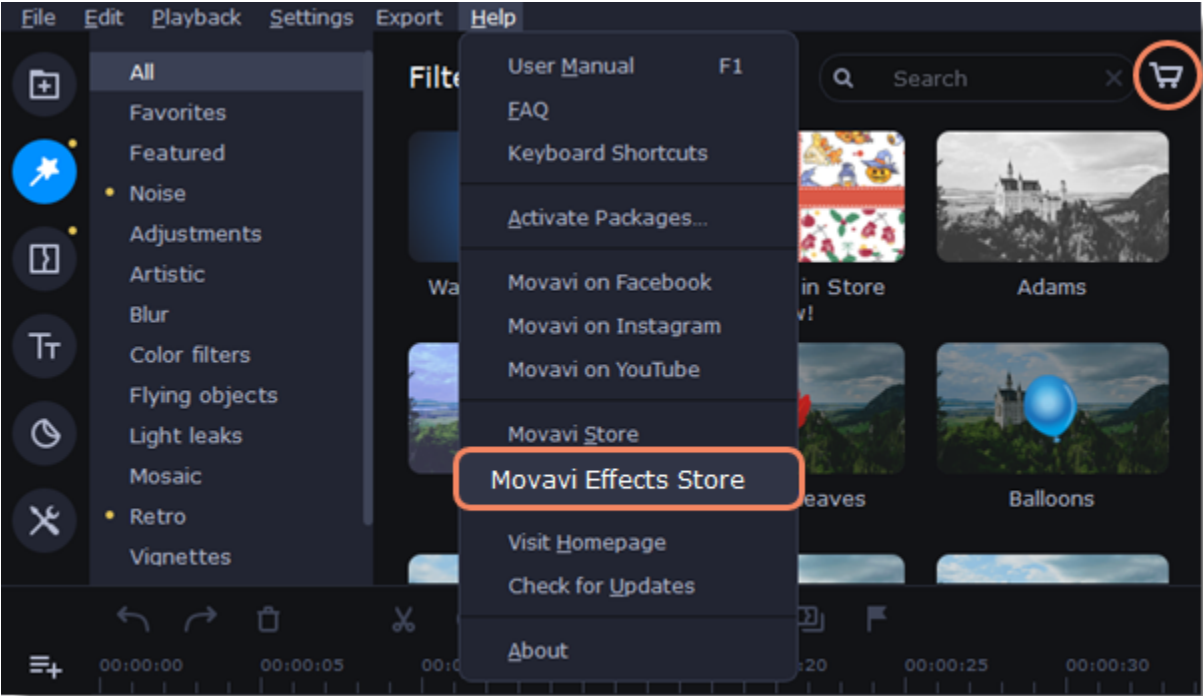 File Edit Playback Settings Export Help
All
Favorites
Featured
Noise
Adjustments
Artistic
Blur
Color filters
Flying objects
Light leaks
Mosaic
Retro
Vignettes
User Manual F1
FAQ
Keyboard Shortcuts
Activate Packages...
Movavi on Facebook
Movavi on Instagram
Movavi on YouTube
Movavi Store
Movavi Effects Store
Visit Homepage
Check for Updates
About
Search
in Store
Adams
Balloons
00:00:00 00:00:05 00:00:25 00:00:30